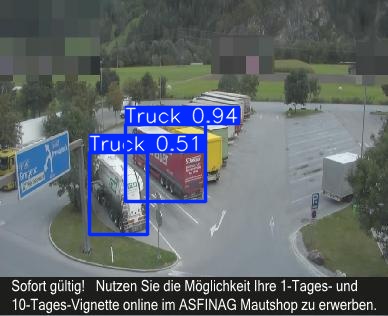 Truck 0.94
Truck 0.51
Sofort gültig!   Nutzen Sie die Möglichkeit Ihre 1-Tages- und
10-Tages-Vignette online im ASFINAG Mautshop zu erwerben.